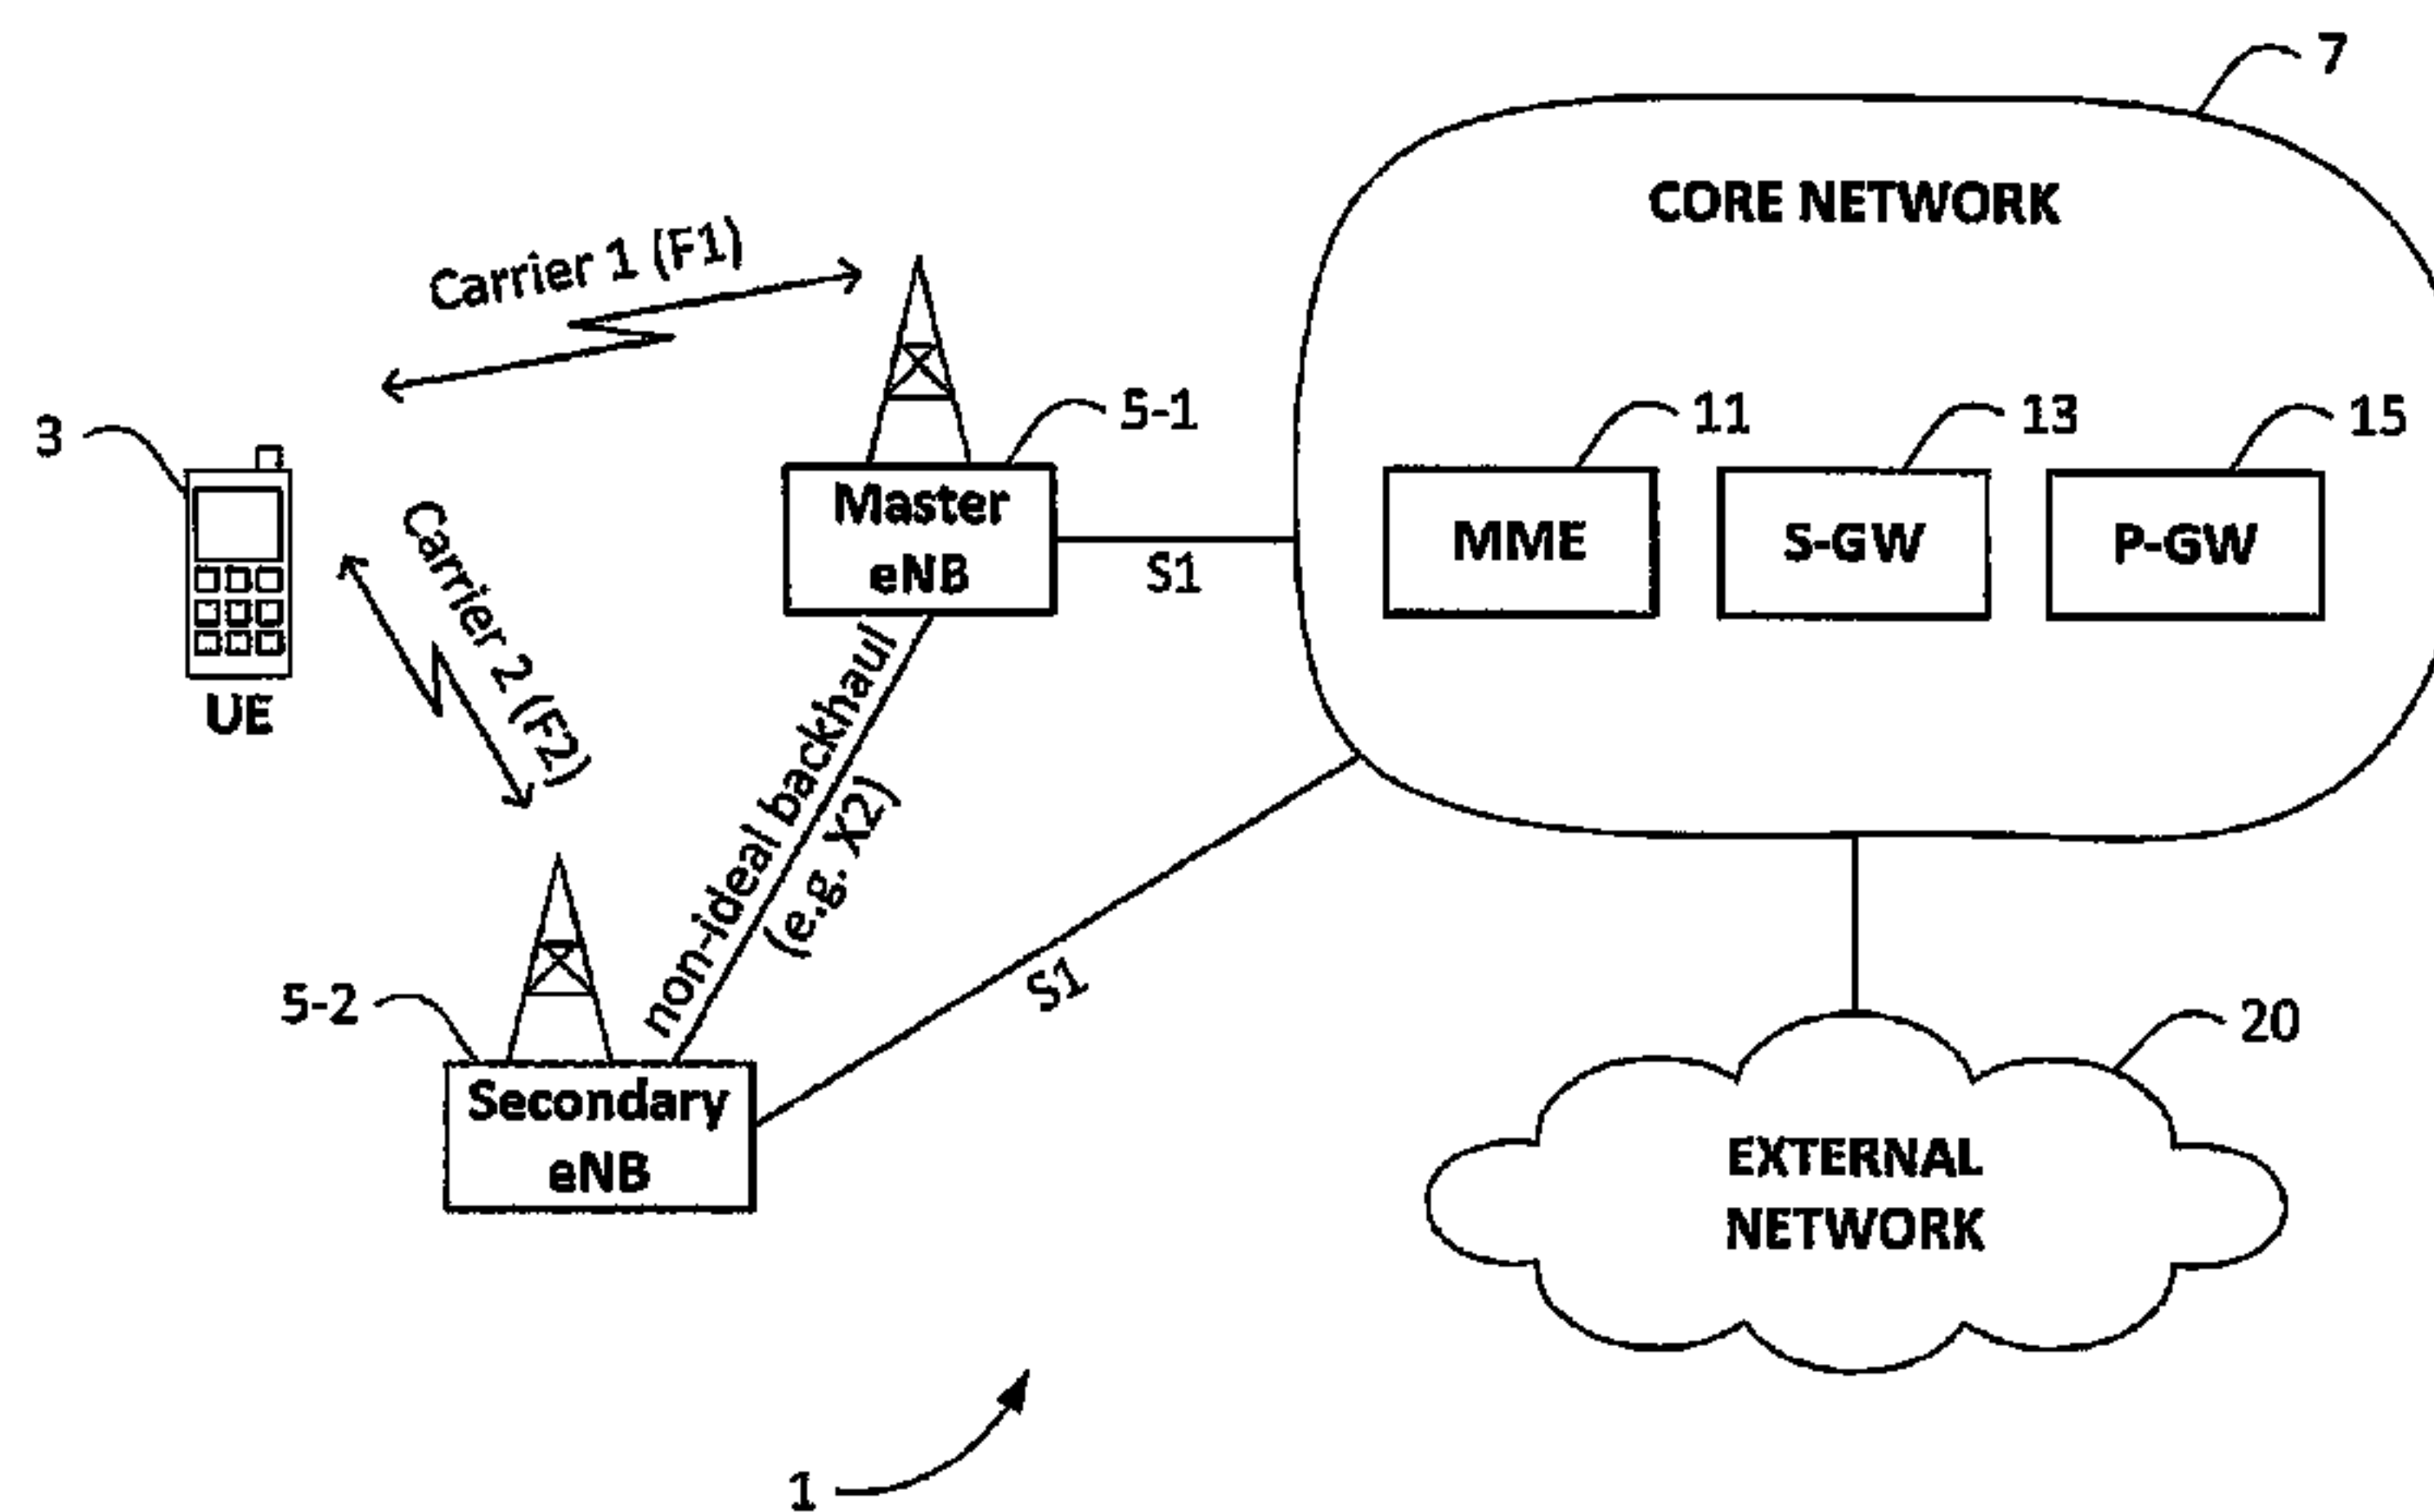 7
CORE NETWORK
Carrier 1 (F1)
3
5-1
11
13
15
Master
eNB
S1
MME
S-GW
P-GW
UE
Carrier 2 (F2)
non-ideal backhaul
(e.g. X2)
S1
5-2
Secondary
eNB
20
EXTERNAL
NETWORK
1